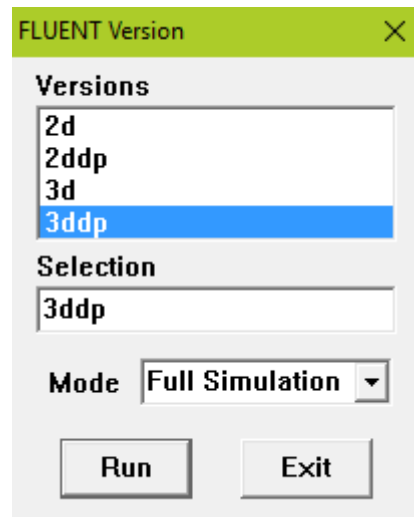 FLUENT Version
Versions
2d
2ddp
3d
3ddp
Selection
3ddp
Mode Full Simulation
Run Exit